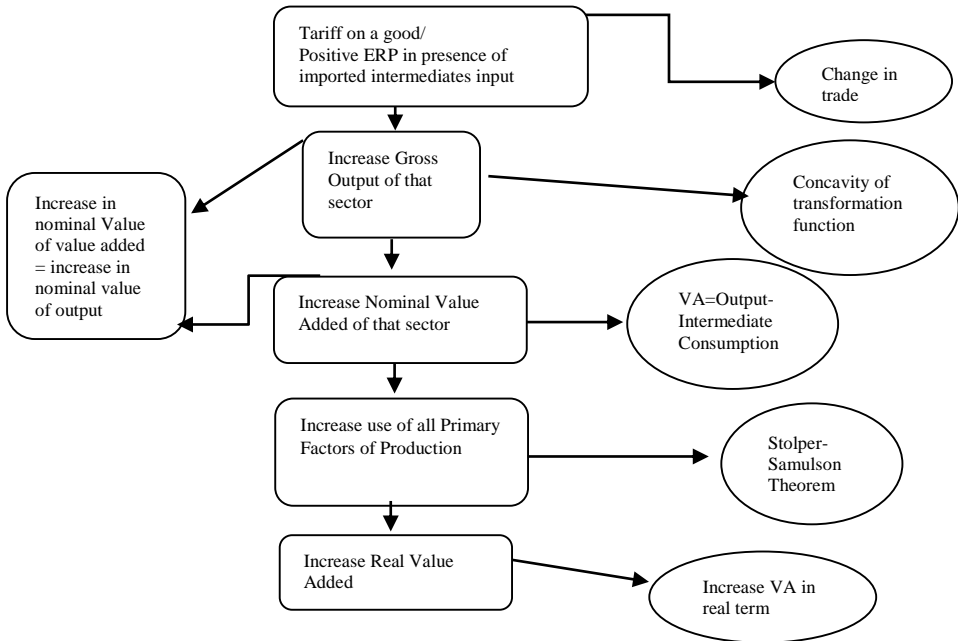 Tariff on a good/
Positive ERP in presence of
imported intermediates input
Change in
trade
Increase Gross
Output of that
sector
Concavity of
transformation
function
Increase in
nominal Value
of value added
= increase in
nominal value
of output
Increase Nominal Value
Added of that sector
VA=Output-
Intermediate
Consumption
Increase use of all Primary
Factors of Production
Stolper-
Samulson
Theorem
Increase Real Value
Added
Increase VA in
real term